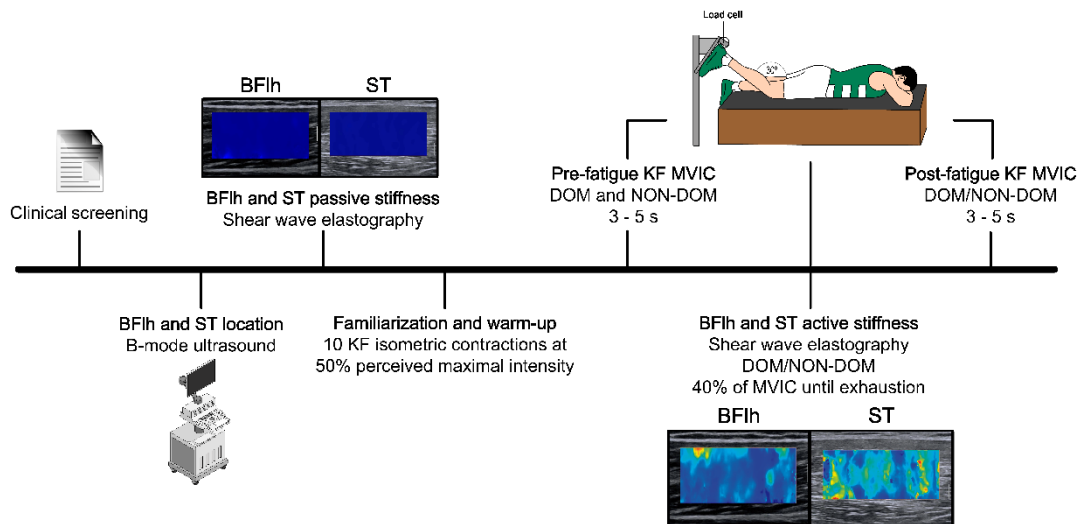 Load cell
30°
BFlh
ST
BFlh and ST passive stiffness
Shear wave elastography
Clinical screening
Pre-fatigue KF MVIC
DOM and NON-DOM
3 - 5 s
Post-fatigue KF MVIC
DOM/NON-DOM
3 - 5 s
BFlh and ST location
B-mode ultrasound
Familiarization and warm-up
10 KF isometric contractions at
50% perceived maximal intensity
BFlh and ST active stiffness
Shear wave elastography
DOM/NON-DOM
40% of MVIC until exhaustion
BFlh
ST